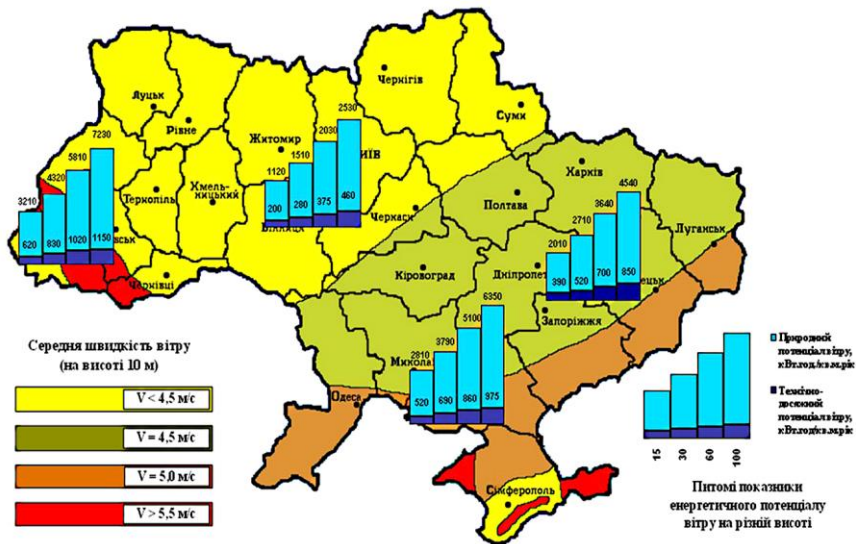 Луцьк
Рівне
Житомир
Чернігів
Суми
Тернопіль
Хмель-
ницький
Черкаси
Полтава
Харків
Луганськ
Чернівці
Кіровоград
Запоріжжя
Одеса
Сімферополь
3210
4320
5810
7230
620
830
1020
1150
1120
1510
2030
2530
200
280
375
460
2010
2710
3640
4540
390
520
700
850
2810
3790
5100
6350
520
690
860
975
Середня швидкість вітру
(на висоті 10 м)
V < 4,5 м/с
V = 4,5 м/с
V = 5,0 м/с
V > 5,5 м/с
Природний
потенціал вітру,
кВт.год/кв.м.рік
Технічно-
досяжний
потенціал вітру,
кВт.год/кв.м.рік
15
30
60
100
Питомі показники
енергетичного потенціалу
вітру на різній висоті